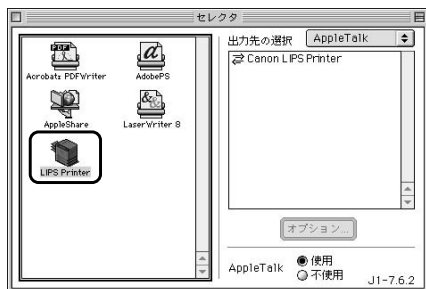 セレクタ
Acrobat™ PDFWriter
AdobePS
AppleShare
LaserWriter 8
LIPS Printer
出力先の選択
AppleTalk
Canon LIPS Printer
オプション...
AppleTalk
使用
不使用
J1-7.6.2